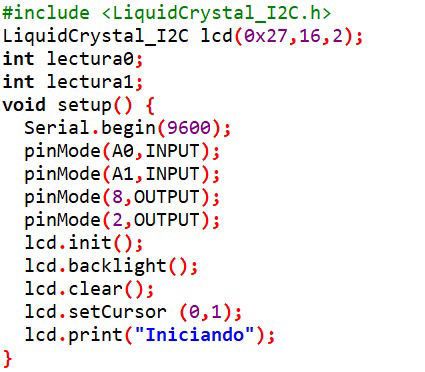 #include <LiquidCrystal_I2C.h>
LiquidCrystal_I2C lcd(0x27,16,2);
int lectura0;
int lectura1;
void setup() {
  Serial.begin(9600);
  pinMode(A0,INPUT);
  pinMode(A1,INPUT);
  pinMode(8,OUTPUT);
  pinMode(2,OUTPUT);
  lcd.init();
  lcd.backlight();
  lcd.clear();
  lcd.setCursor (0,1);
  lcd.print("Iniciando");
}